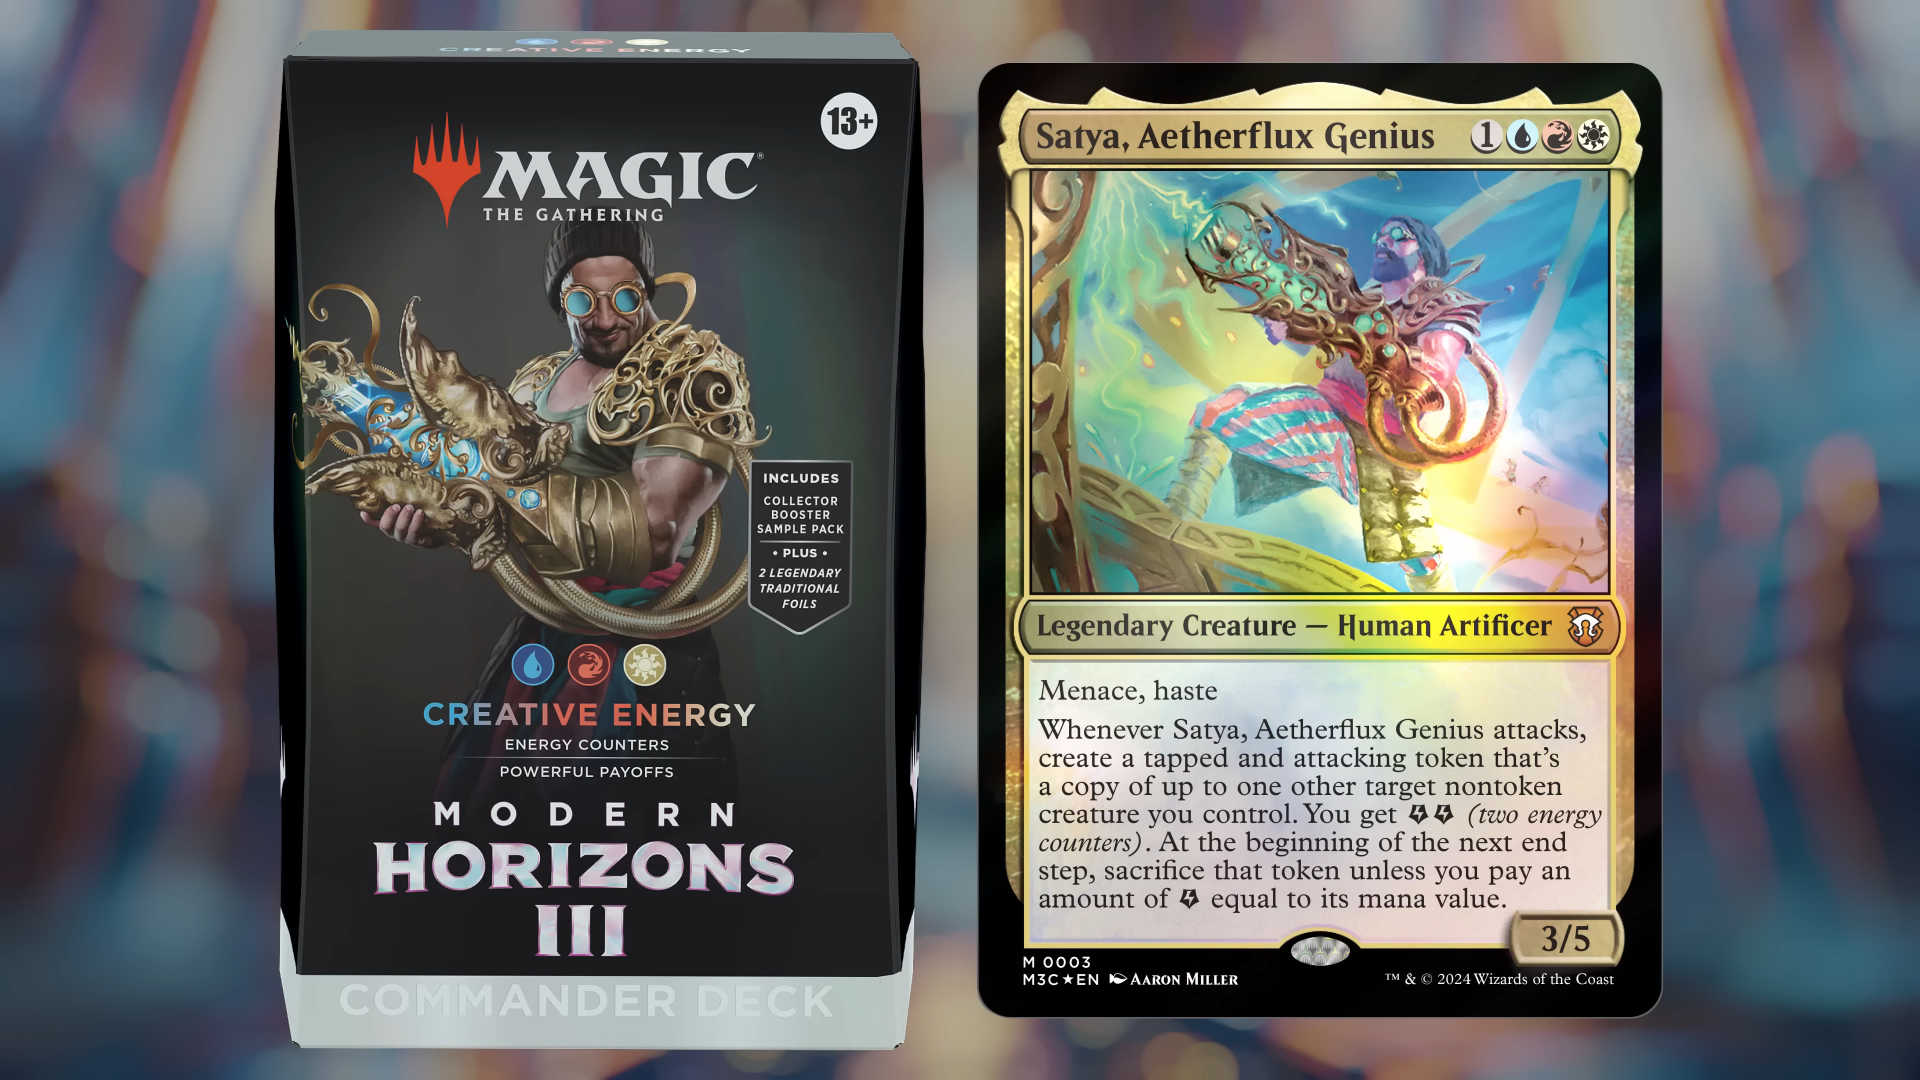 CREATIVE ENERGY
13+
MAGIC®
THE GATHERING
INCLUDES
COLLECTOR
BOOSTER
SAMPLE PACK
• PLUS •
2 LEGENDARY
TRADITIONAL
FOILS
CREATIVE ENERGY
ENERGY COUNTERS
POWERFUL PAYOFFS
MODERN
HORIZONS
III
COMMANDER DECK
Satya, Aetherflux Genius 1
Legendary Creature — Human Artificer
Menace, haste
Whenever Satya, Aetherflux Genius attacks,
create a tapped and attacking token that's
a copy of up to one other target nontoken
creature you control. You get (two energy
counters). At the beginning of the next end
step, sacrifice that token unless you pay an
amount of equal to its mana value.
3/5
M 0003
M3C★EN Aaron Miller
™ & © 2024 Wizards of the Coast